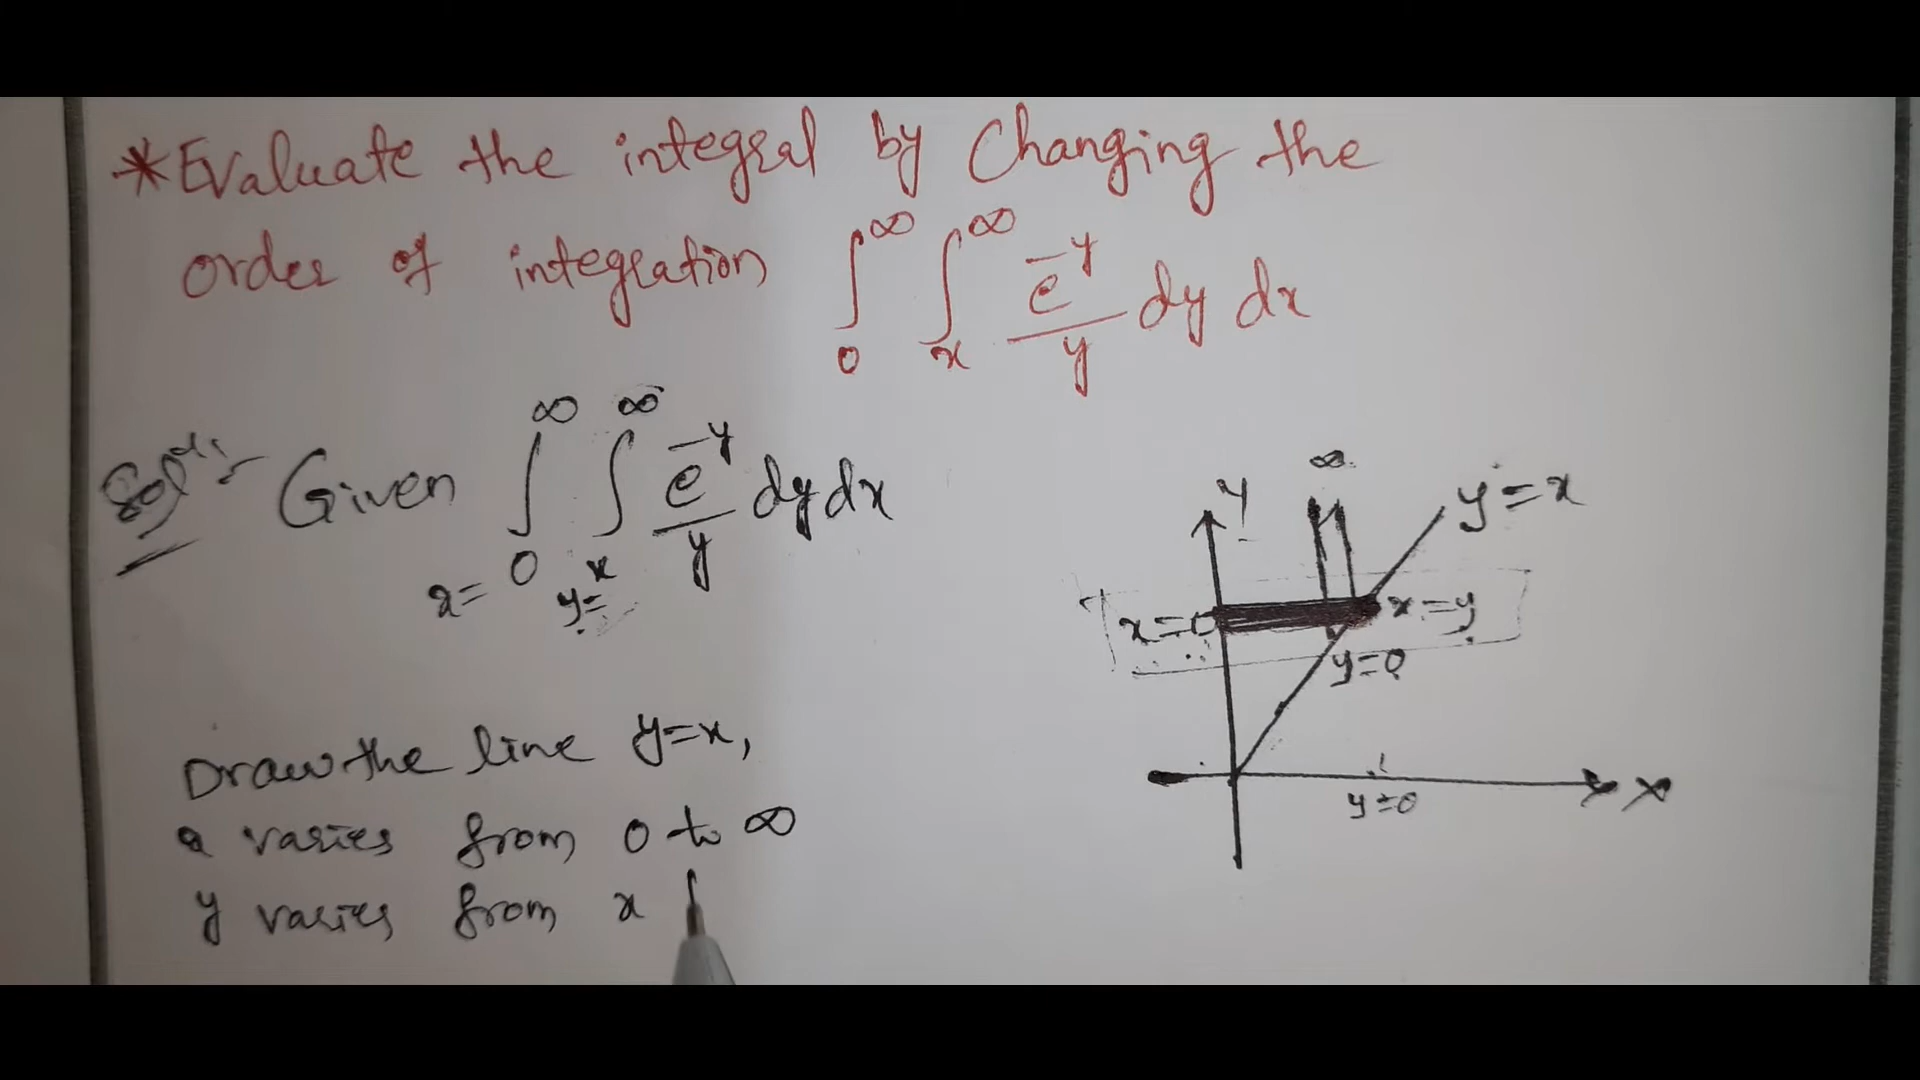 *Evaluate the integral by Changing the
order of integration ∫₀^∞ ∫ₓ^∞ e^-y/y dy dx
Solⁿ:- Given ∫₀^∞ ∫ₓ^∞ e^-y/y dy dx
x= y=
Draw the line y=x,
x varies from 0 to ∞
y varies from x
∞
y
y=x
x=0
x=y
y=0
x
y=0